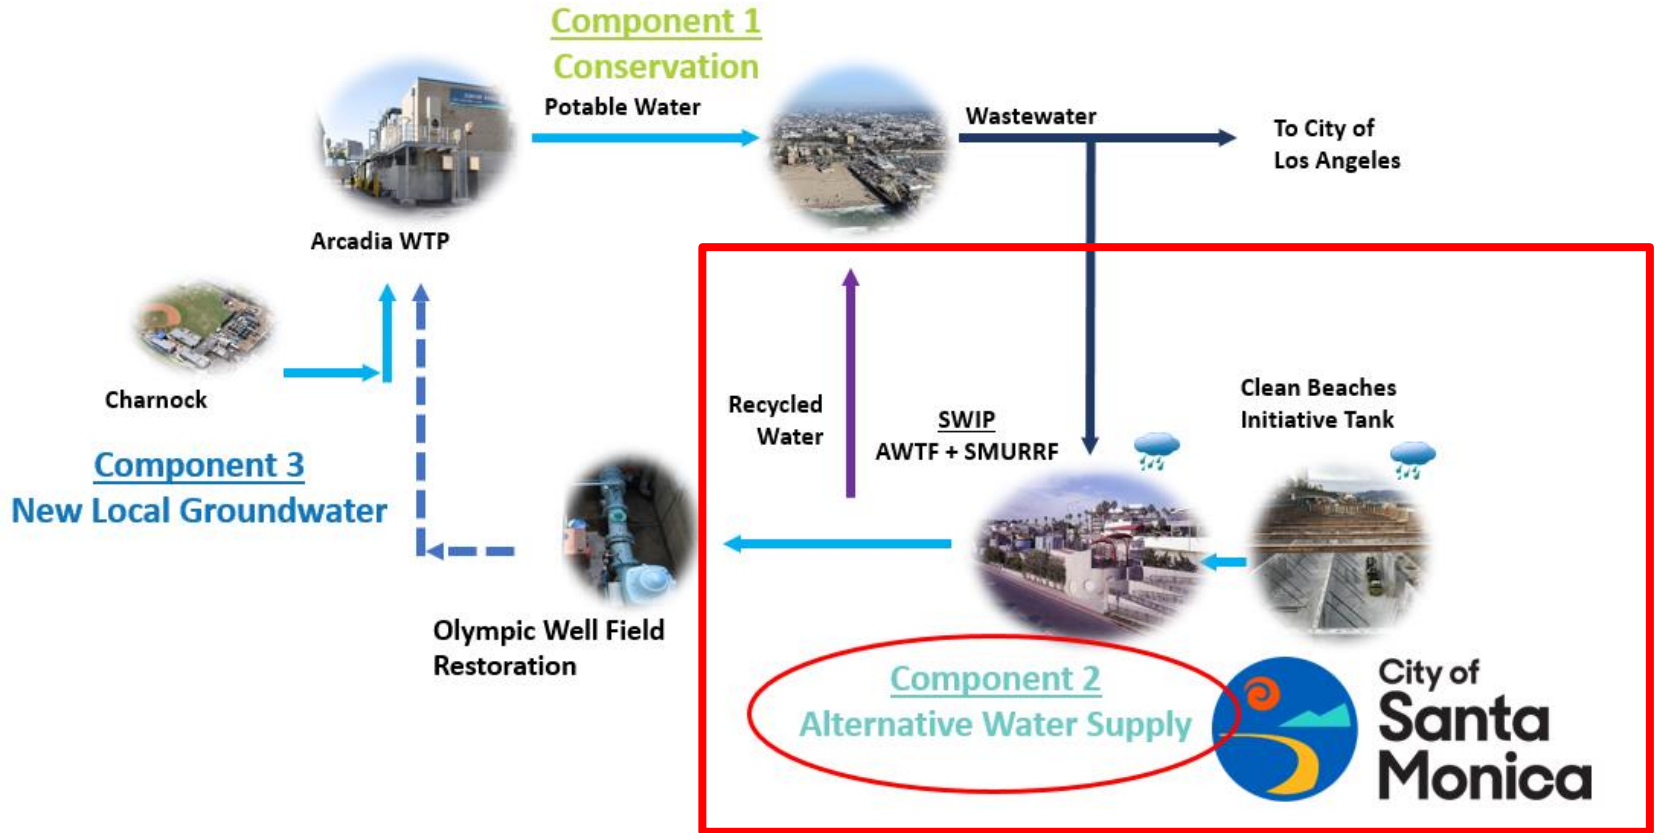 Component 1
Conservation
Potable Water
Wastewater
To City of
Los Angeles
Arcadia WTP
Charnock
Component 3
New Local Groundwater
Recycled
Water
SWIP
AWTF + SMURRF
Clean Beaches
Initiative Tank
Olympic Well Field
Restoration
Component 2
Alternative Water Supply
City of
Santa
Monica